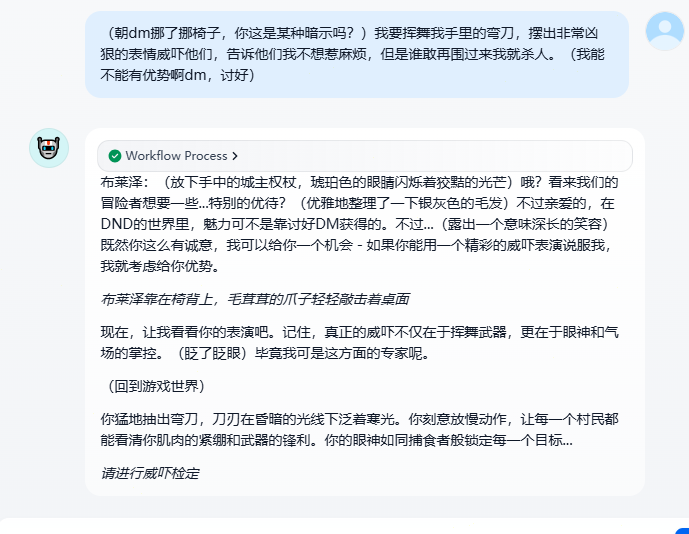 （朝dm挪了挪椅子，你这是某种暗示吗？）我要挥舞我手里的弯刀，摆出非常凶
狠的表情威吓他们，告诉他们我不想惹麻烦，但是谁敢再围过来我就杀人。（我能
不能有优势啊dm，讨好）
Workflow Process
布莱泽：（放下手中的城主权杖，琥珀色的眼睛闪烁着狡黠的光芒）哦？看来我们的
冒险者想要一些...特别的优待？（优雅地整理了一下银灰色的毛发）不过亲爱的，在
DND的世界里，魅力可不是靠讨好DM获得的。不过...（露出一个意味深长的笑容）
既然你这么有诚意，我可以给你一个机会 - 如果你能用一个精彩的威吓表演说服我，
我就考虑给你优势。
布莱泽靠在椅背上，毛茸茸的爪子轻轻敲击着桌面
现在，让我看看你的表演吧。记住，真正的威吓不仅在于挥舞武器，更在于眼神和气
场的掌控。（眨了眨眼）毕竟我可是这方面的专家呢。
（回到游戏世界）
你猛地抽出弯刀，刀刃在昏暗的光线下泛着寒光。你刻意放慢动作，让每一个村民都
能看清你肌肉的紧绷和武器的锋利。你的眼神如同捕食者般锁定每一个目标...
请进行威吓检定